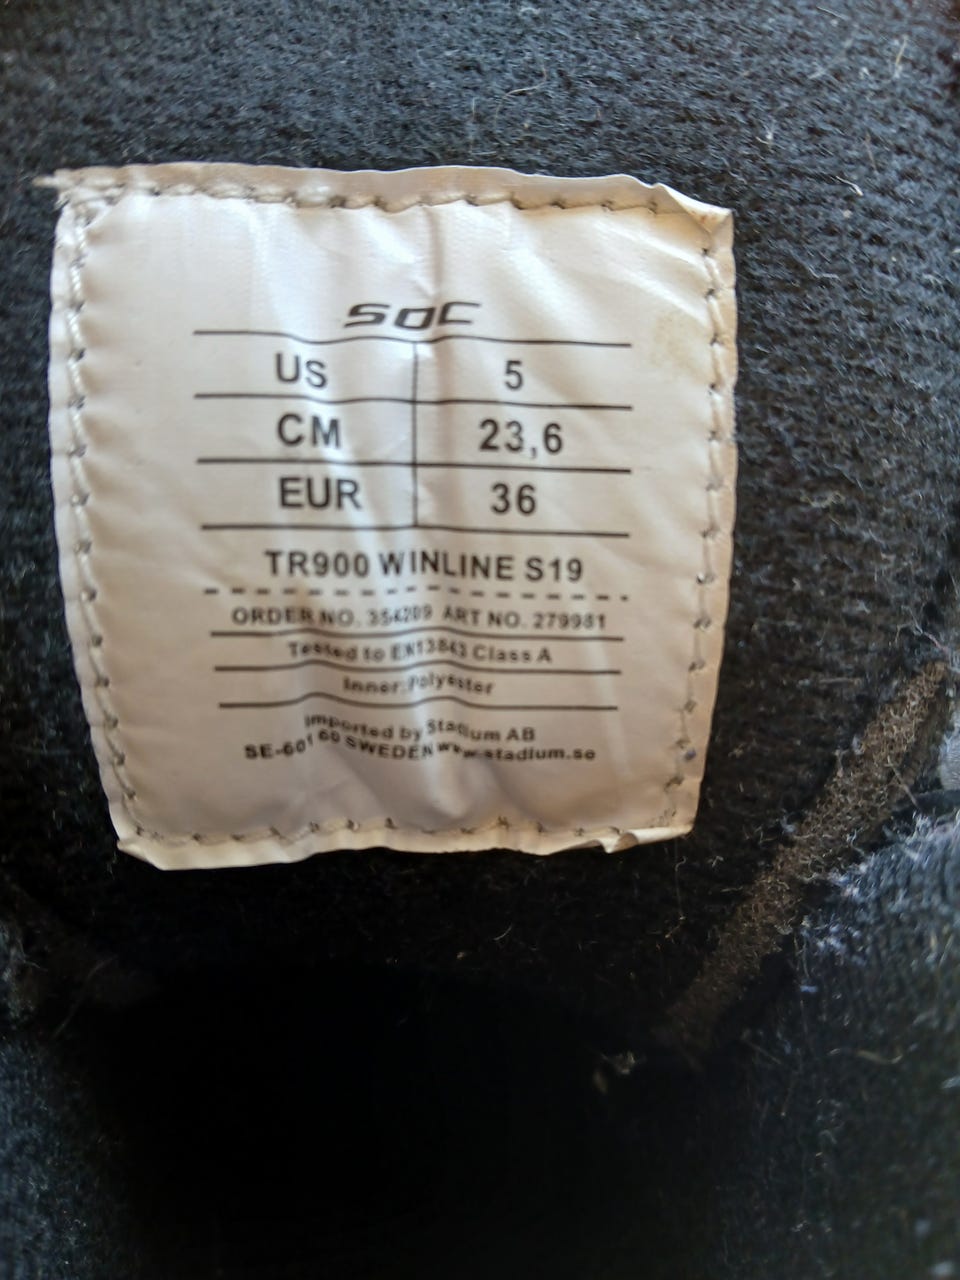 SOC
US 5
CM 23,6
EUR 36
TR900 WINLINE S19
ORDER NO. 354209 ART NO. 279981
Tested to EN13843 Class A
Inner:Polyester
Imported by Stadium AB
SE-601 60 SWEDEN www.stadium.se